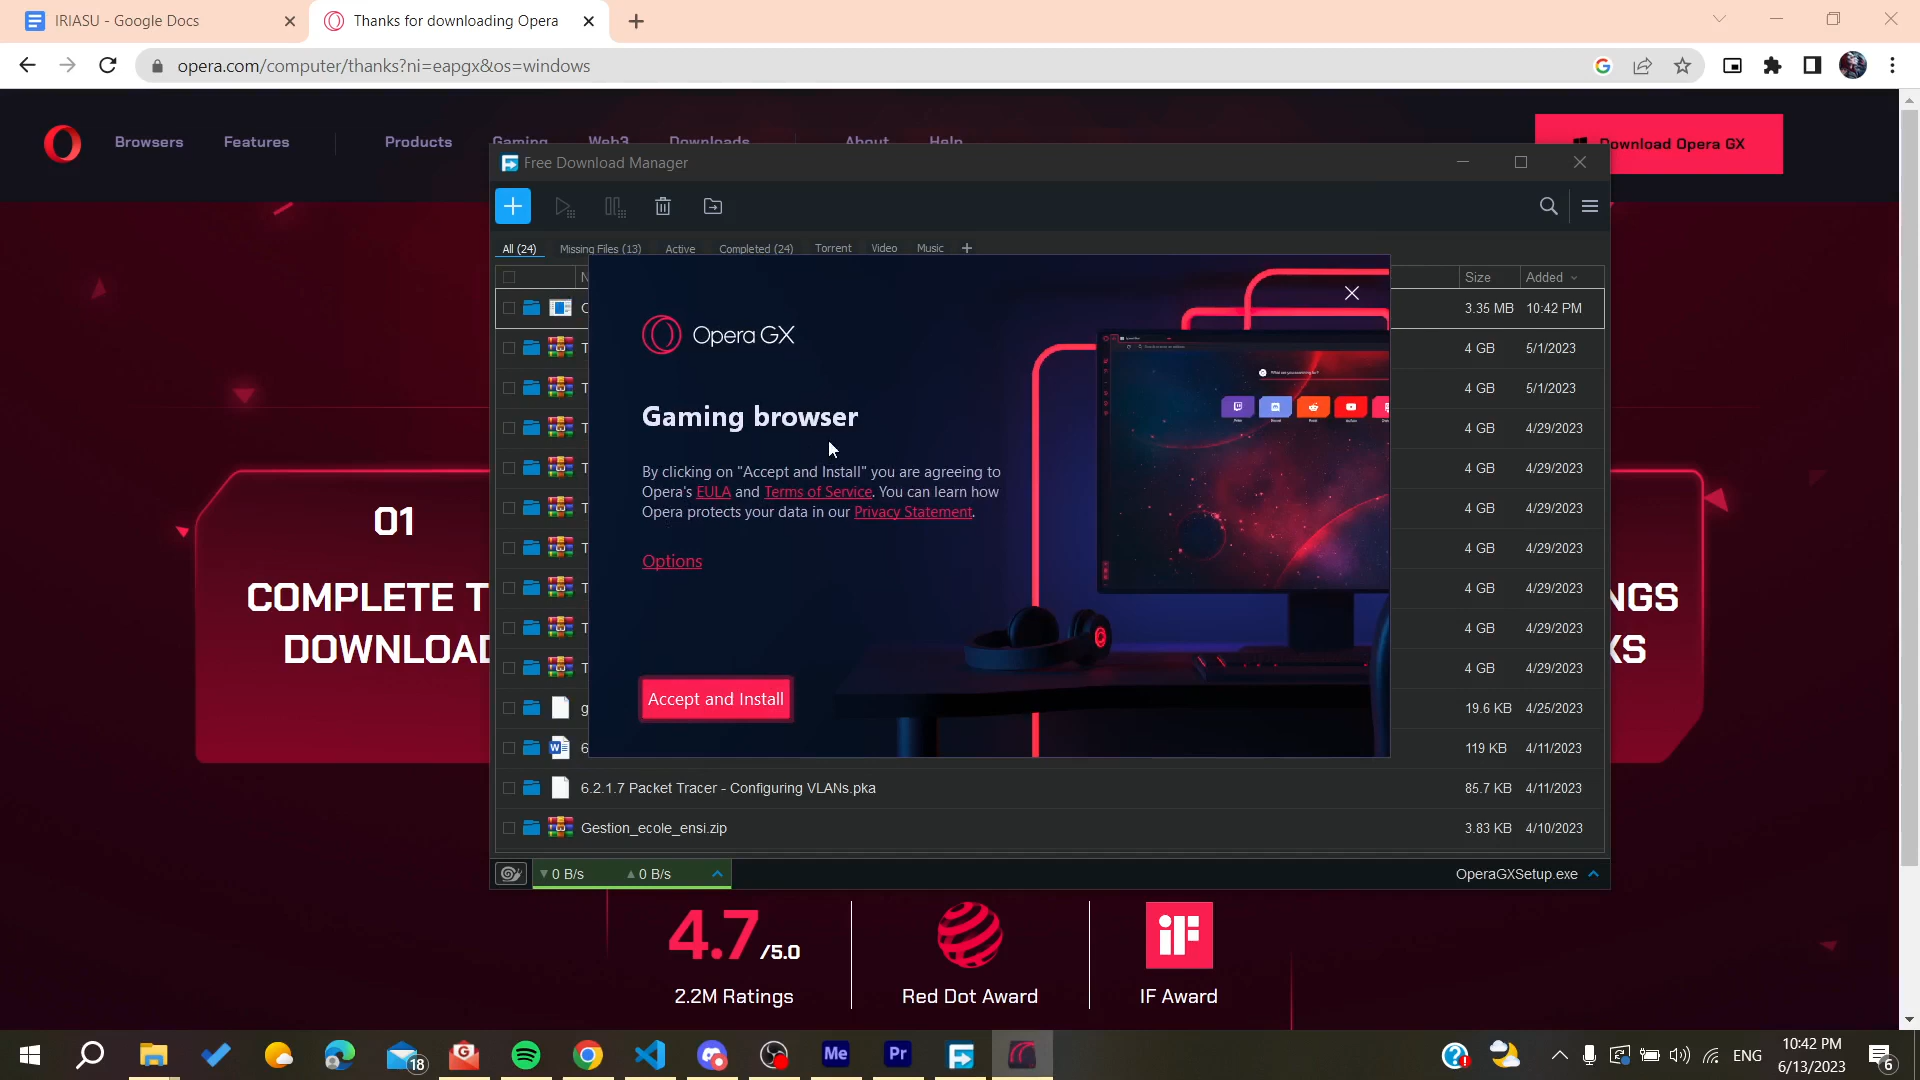 IRIASU - Google Docs
Thanks for downloading Opera
opera.com/computer/thanks?ni=eapgx&os=windows
Browsers Features Products Gaming Web3 Downloads About Help
Download Opera GX
Free Download Manager
All (24) Missing Files (13) Active Completed (24) Torrent Video Music
Size Added
3.35 MB 10:42 PM
4 GB 5/1/2023
4 GB 5/1/2023
4 GB 4/29/2023
4 GB 4/29/2023
4 GB 4/29/2023
4 GB 4/29/2023
4 GB 4/29/2023
4 GB 4/29/2023
4 GB 4/29/2023
19.6 KB 4/25/2023
119 KB 4/11/2023
6.2.1.7 Packet Tracer - Configuring VLANs.pka 85.7 KB 4/11/2023
Gestion_ecole_ensi.zip 3.83 KB 4/10/2023
Opera GX
Gaming browser
By clicking on "Accept and Install" you are agreeing to
Opera's EULA and Terms of Service. You can learn how
Opera protects your data in our Privacy Statement.
Options
Accept and Install
0 B/s 0 B/s
OperaGXSetup.exe
01
COMPLETE T
DOWNLOAD
NGS
KS
4.7/5.0
2.2M Ratings
Red Dot Award
iF
IF Award
18
Me
Pr
ENG
10:42 PM
6/13/2023
6